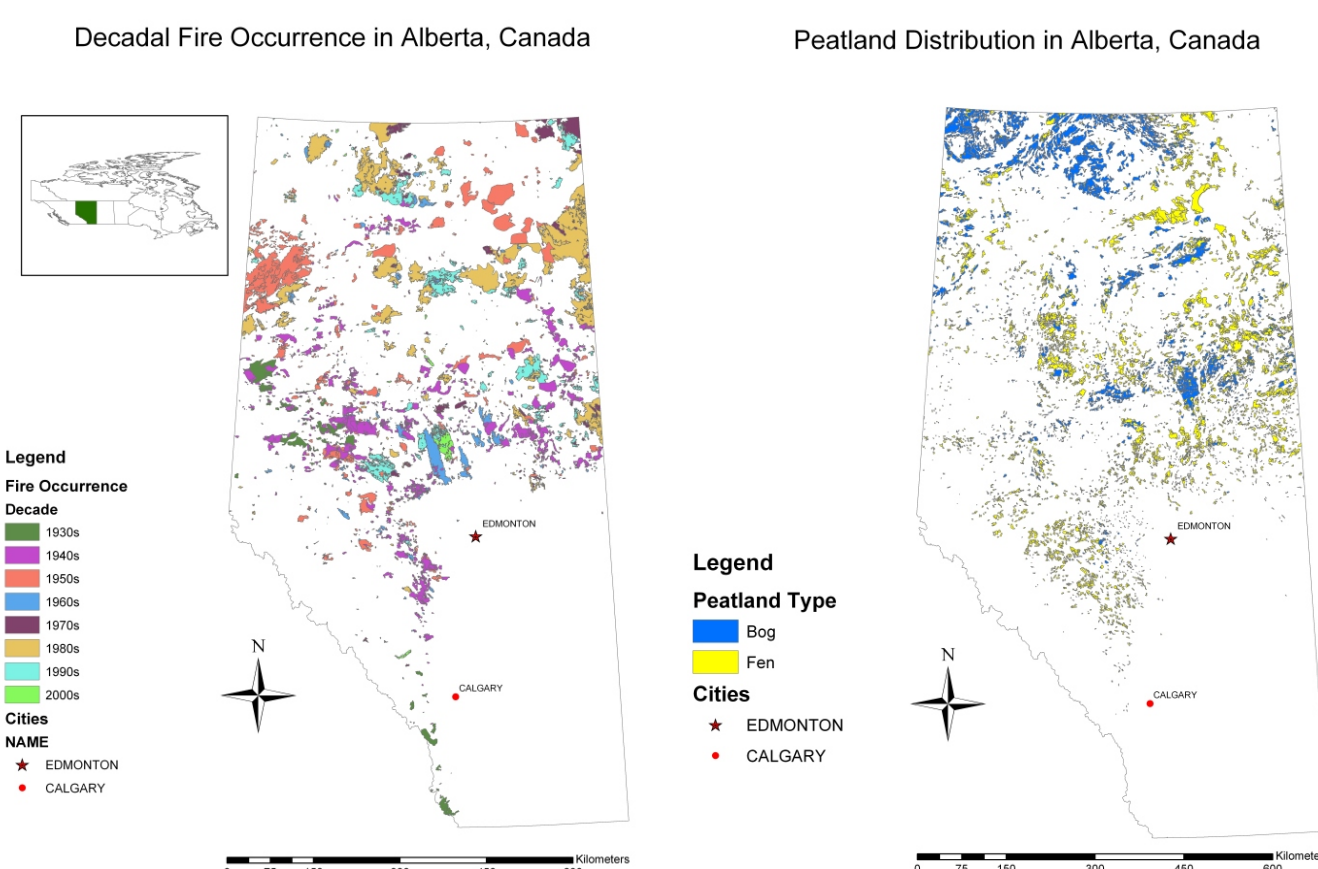 Decadal Fire Occurrence in Alberta, Canada
Legend
Fire Occurrence
Decade
1930s
1940s
1950s
1960s
1970s
1980s
1990s
2000s
Cities
NAME
EDMONTON
CALGARY
EDMONTON
CALGARY
N
Kilometers
Peatland Distribution in Alberta, Canada
Legend
Peatland Type
Bog
Fen
Cities
EDMONTON
CALGARY
EDMONTON
CALGARY
N
Kilomete
0 75 150 300 450 600